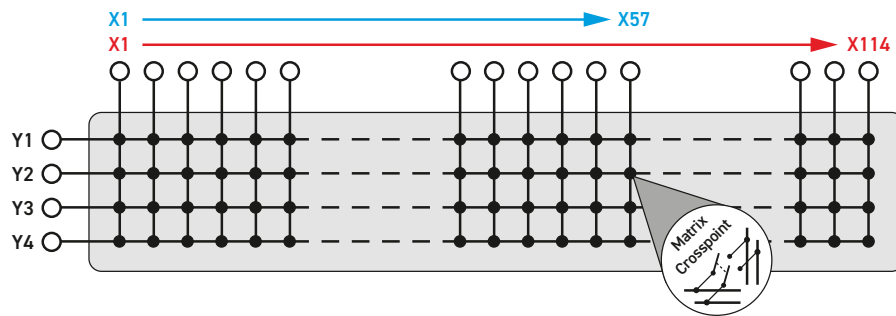 X1 X57
X1 X114
Y1
Y2
Y3
Y4
Matrix
Crosspoint